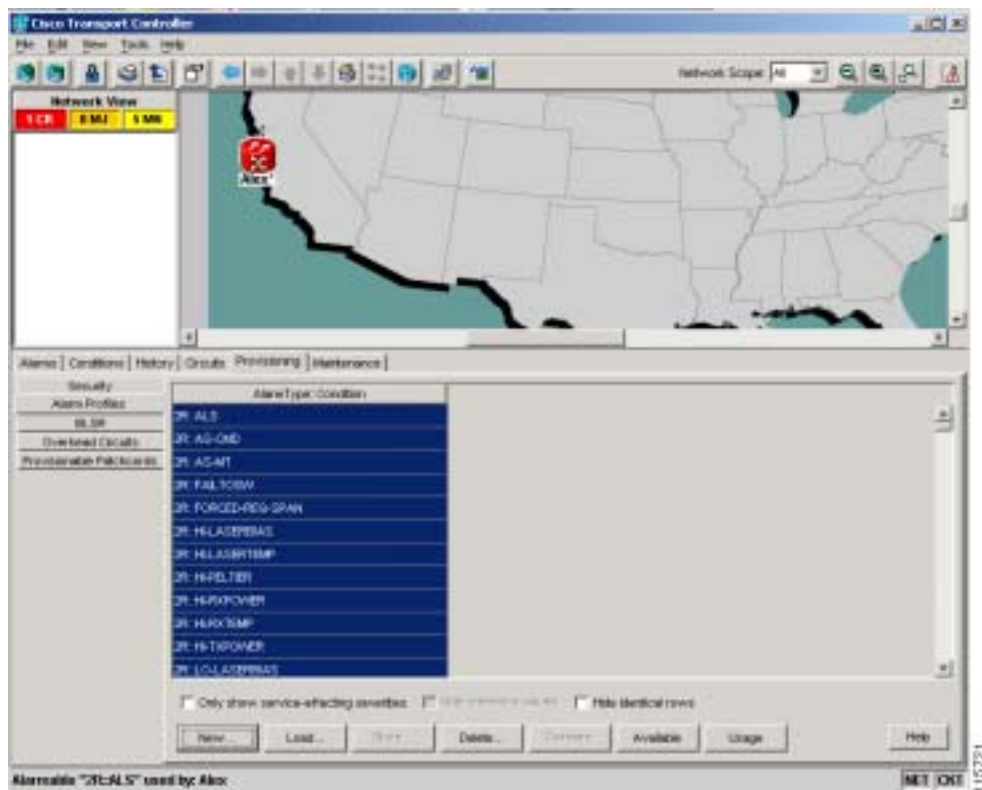 Cisco Transport Controller
File Edit View Tools Help
Network Scope All
Network View
1 CR 8 MJ 5 MN
Alex
Alarms Conditions History Circuits Provisioning Maintenance
Security
Alarm Profiles
BLSR
Overhead Circuits
Provisionable Patchcords
AlarmType: Condition
2R: ALS
2R: AS-CMD
2R: AS-MT
2R: FAILTOSW
2R: FORCED-REQ-SPAN
2R: HI-LASERBIAS
2R: HI-LASERTEMP
2R: HI-PELTIER
2R: HI-RXPOWER
2R: HI-RXTEMP
2R: HI-TXPOWER
2R: LO-LASERBIAS
Only show service-affecting severities
Hide identical rows
New... Load... Store... Delete... Available Usage Help
Alarmable "2R:ALS" used by: Alex
NET CKT
115721